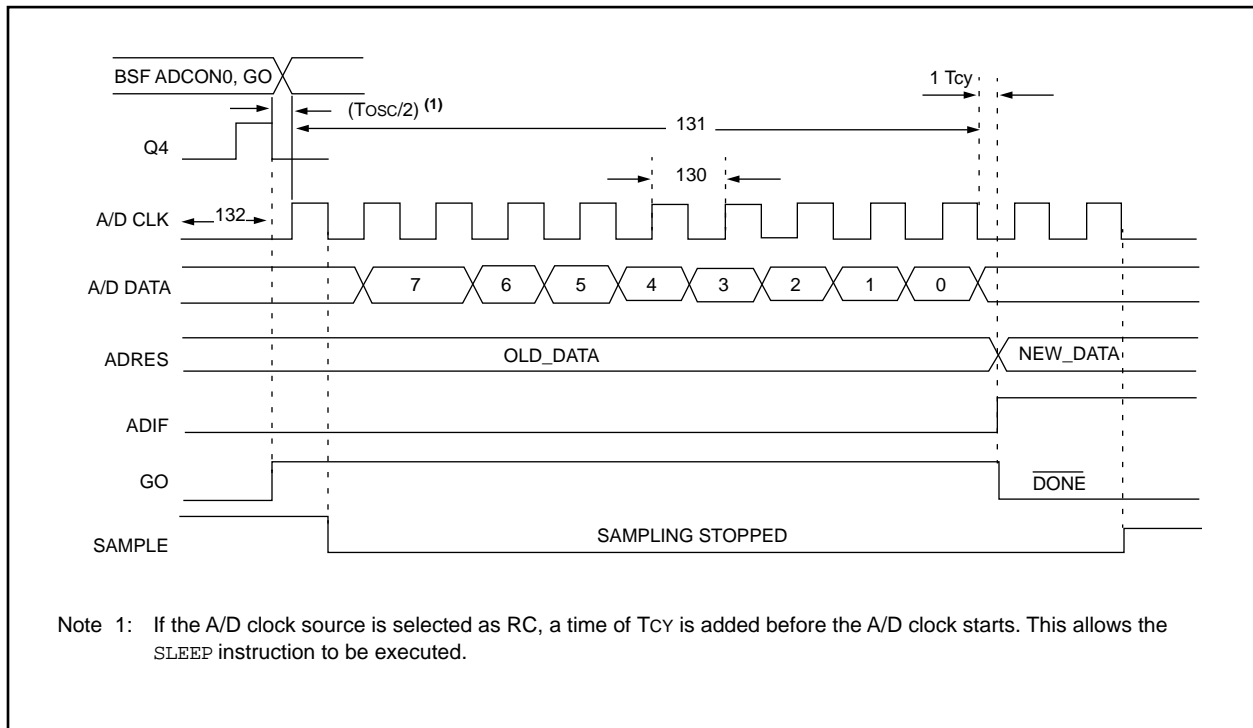 BSF ADCON0, GO
1 Tcy
(TOSC/2) (1)
131
Q4
130
A/D CLK
132
A/D DATA
7 6 5 4 3 2 1 0
ADRES
OLD_DATA
NEW_DATA
ADIF
GO
DONE
SAMPLE
SAMPLING STOPPED
Note 1: If the A/D clock source is selected as RC, a time of TCY is added before the A/D clock starts. This allows the
SLEEP instruction to be executed.